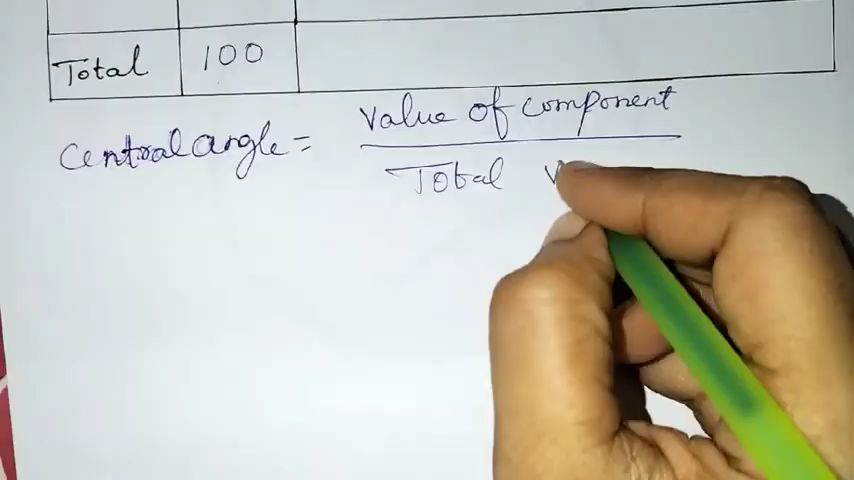 Total 100
Central angle = Value of component
Total V